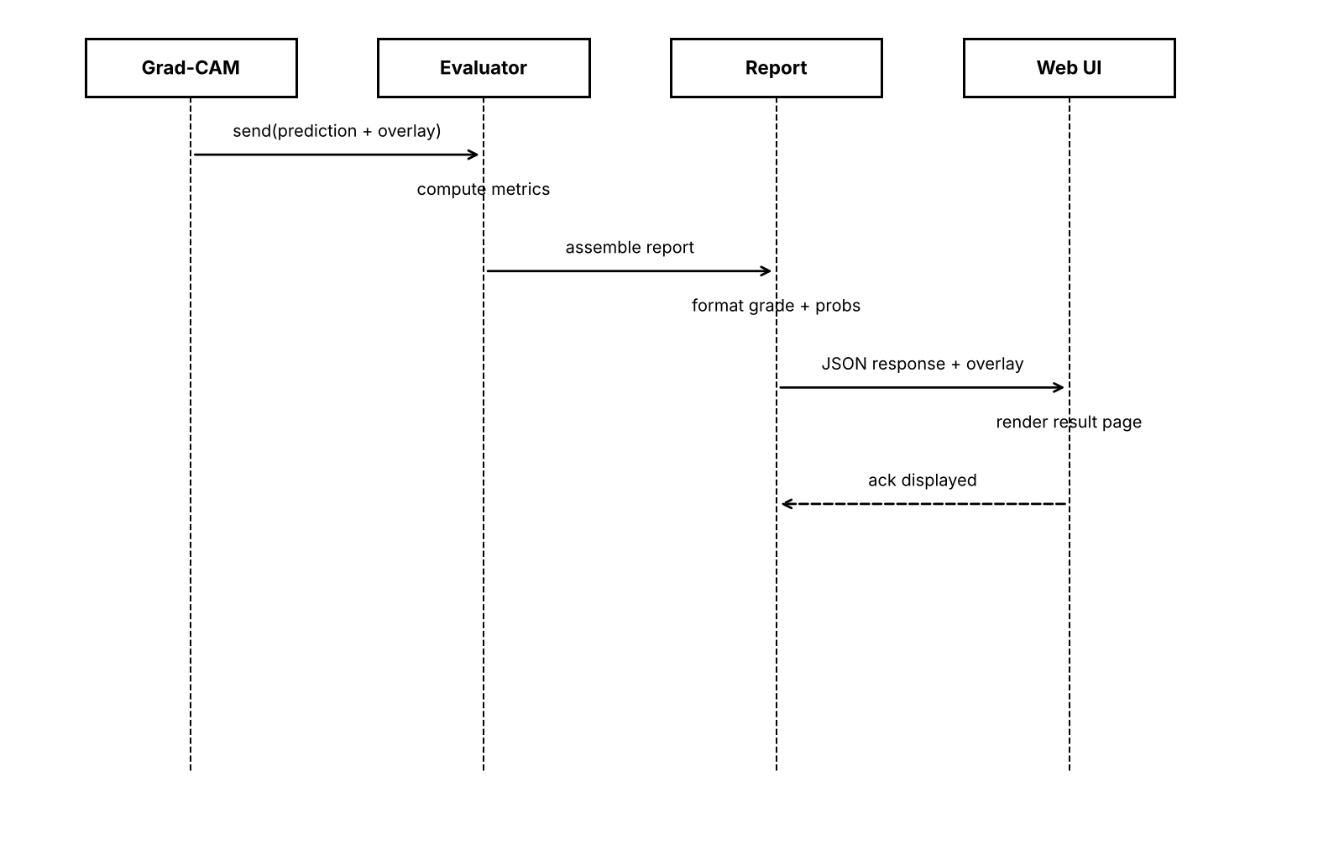 Grad-CAM
Evaluator
Report
Web UI
send(prediction + overlay)
compute metrics
assemble report
format grade + probs
JSON response + overlay
render result page
ack displayed